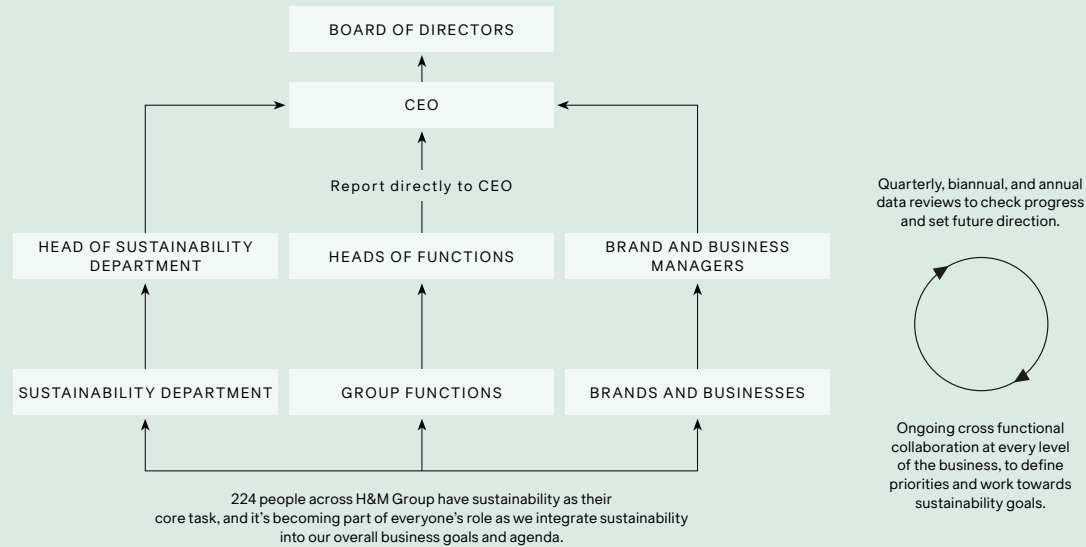 BOARD OF DIRECTORS
CEO
Report directly to CEO
HEAD OF SUSTAINABILITY
DEPARTMENT
HEADS OF FUNCTIONS
BRAND AND BUSINESS
MANAGERS
SUSTAINABILITY DEPARTMENT
GROUP FUNCTIONS
BRANDS AND BUSINESSES
224 people across H&M Group have sustainability as their
core task, and it's becoming part of everyone's role as we integrate sustainability
into our overall business goals and agenda.
Quarterly, biannual, and annual
data reviews to check progress
and set future direction.
Ongoing cross functional
collaboration at every level
of the business, to define
priorities and work towards
sustainability goals.